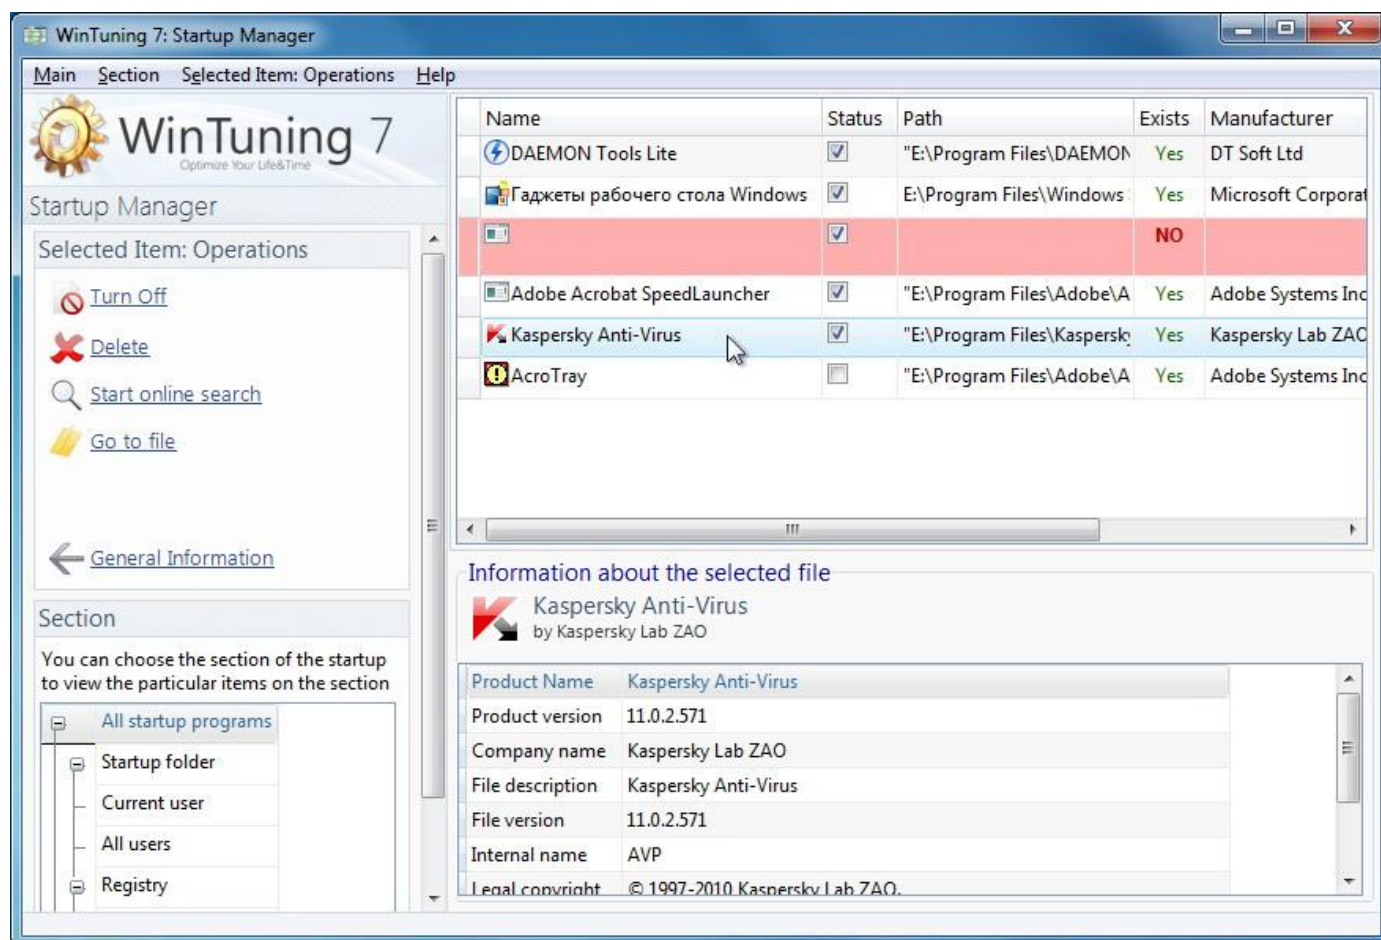 WinTuning 7: Startup Manager
Main Section Selected Item: Operations Help
WinTuning 7
Optimize Your Life&Time
Startup Manager
Selected Item: Operations
Turn Off
Delete
Start online search
Go to file
General Information
Section
You can choose the section of the startup
to view the particular items on the section
All startup programs
Startup folder
Current user
All users
Registry
Name Status Path Exists Manufacturer
DAEMON Tools Lite "E:\Program Files\DAEMON Yes DT Soft Ltd
Гаджеты рабочего стола Windows E:\Program Files\Windows Yes Microsoft Corporat
NO
Adobe Acrobat SpeedLauncher "E:\Program Files\Adobe\A Yes Adobe Systems Inc
Kaspersky Anti-Virus "E:\Program Files\Kaspersky Yes Kaspersky Lab ZAO
AcroTray "E:\Program Files\Adobe\A Yes Adobe Systems Inc
Information about the selected file
Kaspersky Anti-Virus
by Kaspersky Lab ZAO
Product Name Kaspersky Anti-Virus
Product version 11.0.2.571
Company name Kaspersky Lab ZAO
File description Kaspersky Anti-Virus
File version 11.0.2.571
Internal name AVP
Legal copyright © 1997-2010 Kaspersky Lab ZAO.